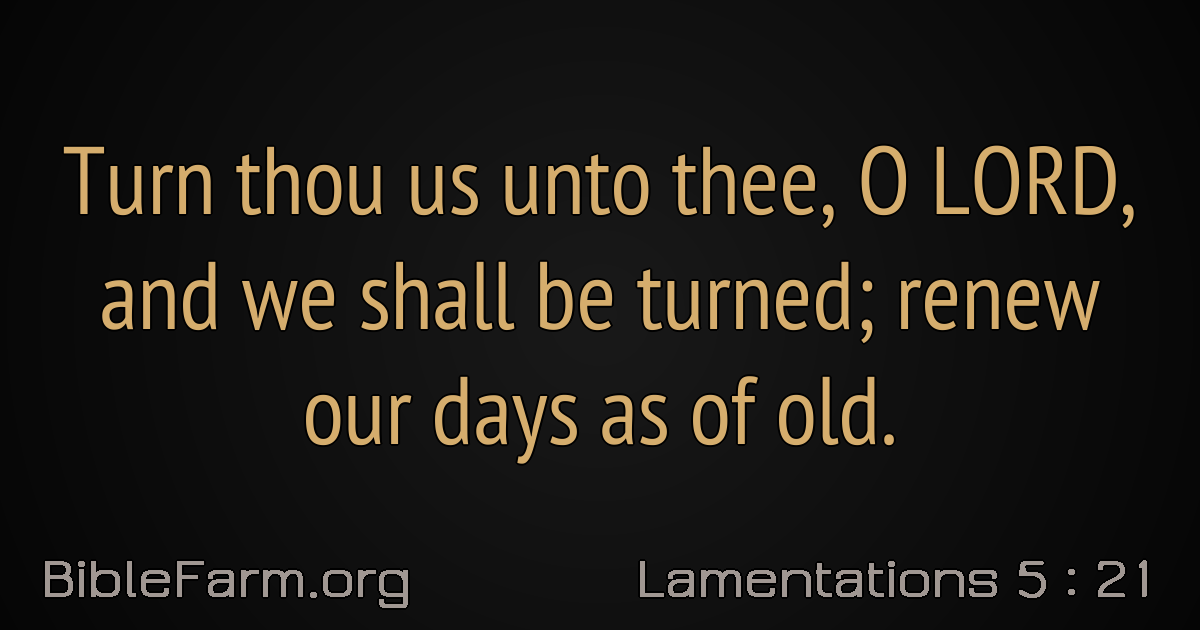 Turn thou us unto thee, O LORD,
and we shall be turned; renew
our days as of old.
BibleFarm.org
Lamentations 5 : 21